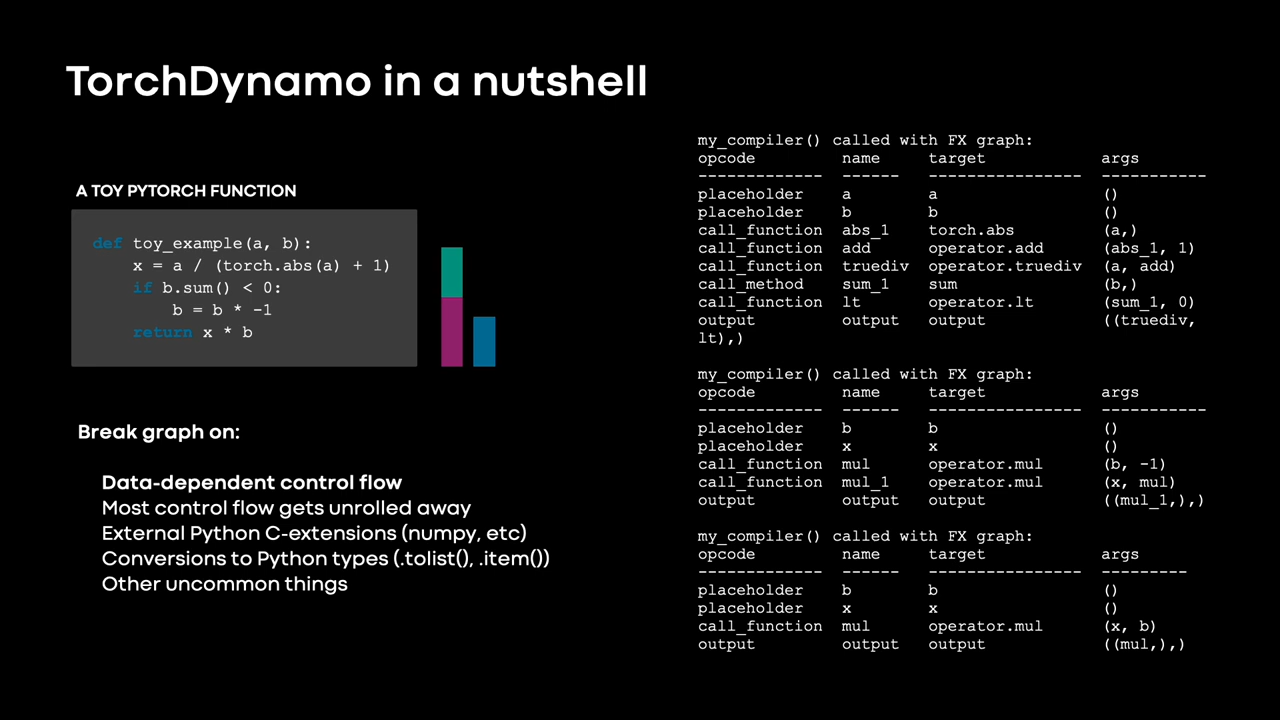 TorchDynamo in a nutshell
A TOY PYTORCH FUNCTION
def toy_example(a, b):
    x = a / (torch.abs(a) + 1)
    if b.sum() < 0:
        b = b * -1
    return x * b
Break graph on:
Data-dependent control flow
Most control flow gets unrolled away
External Python C-extensions (numpy, etc)
Conversions to Python types (.tolist(), .item())
Other uncommon things
my_compiler() called with FX graph:
opcode         name    target            args
-------------  ------  ----------------  -----------
placeholder    a       a                 ()
placeholder    b       b                 ()
call_function  abs_1   torch.abs         (a,)
call_function  add     operator.add      (abs_1, 1)
call_function  truediv operator.truediv  (a, add)
call_method    sum_1   sum               (b,)
call_function  lt      operator.lt       (sum_1, 0)
output         output  output            ((truediv,
lt),)
my_compiler() called with FX graph:
opcode         name    target            args
-------------  ------  ----------------  -----------
placeholder    b       b                 ()
placeholder    x       x                 ()
call_function  mul     operator.mul      (b, -1)
call_function  mul_1   operator.mul      (x, mul)
output         output  output            ((mul_1,),)
my_compiler() called with FX graph:
opcode         name    target            args
-------------  ------  ----------------  ---------
placeholder    b       b                 ()
placeholder    x       x                 ()
call_function  mul     operator.mul      (x, b)
output         output  output            ((mul,),)